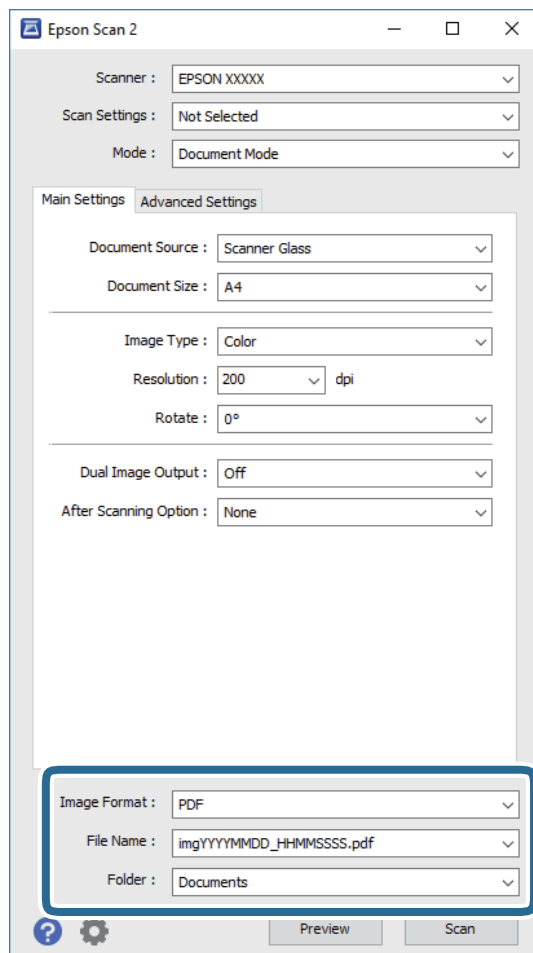 Epson Scan 2
Scanner : EPSON XXXXX
Scan Settings : Not Selected
Mode : Document Mode
Main Settings Advanced Settings
Document Source : Scanner Glass
Document Size : A4
Image Type : Color
Resolution : 200 dpi
Rotate : 0°
Dual Image Output : Off
After Scanning Option : None
Image Format : PDF
File Name : imgYYYYMMDD_HHMMSSSS.pdf
Folder : Documents
? Preview Scan